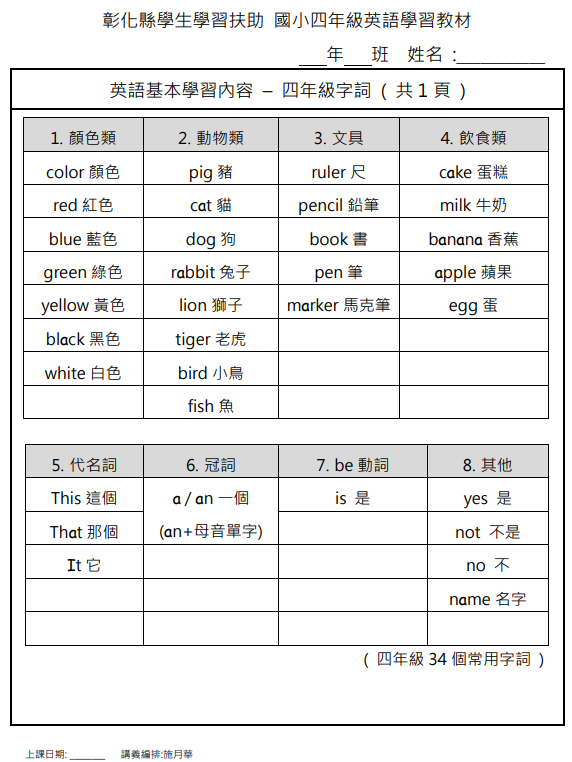 彰化縣學生學習扶助 國小四年級英語學習教材
___年___班 姓名 :__________
英語基本學習內容 – 四年級字詞 ( 共 1 頁 )
1. 顏色類 2. 動物類 3. 文具 4. 飲食類
color 顏色 pig 豬 ruler 尺 cake 蛋糕
red 紅色 cat 貓 pencil 鉛筆 milk 牛奶
blue 藍色 dog 狗 book 書 banana 香蕉
green 綠色 rabbit 兔子 pen 筆 apple 蘋果
yellow 黃色 lion 獅子 marker 馬克筆 egg 蛋
black 黑色 tiger 老虎
white 白色 bird 小鳥
fish 魚
5. 代名詞 6. 冠詞 7. be 動詞 8. 其他
This 這個 a / an 一個 is 是 yes 是
That 那個 (an+母音單字) not 不是
It 它 no 不
name 名字
( 四年級 34 個常用字詞 )
上課日期: ______ 講義編排:施月華